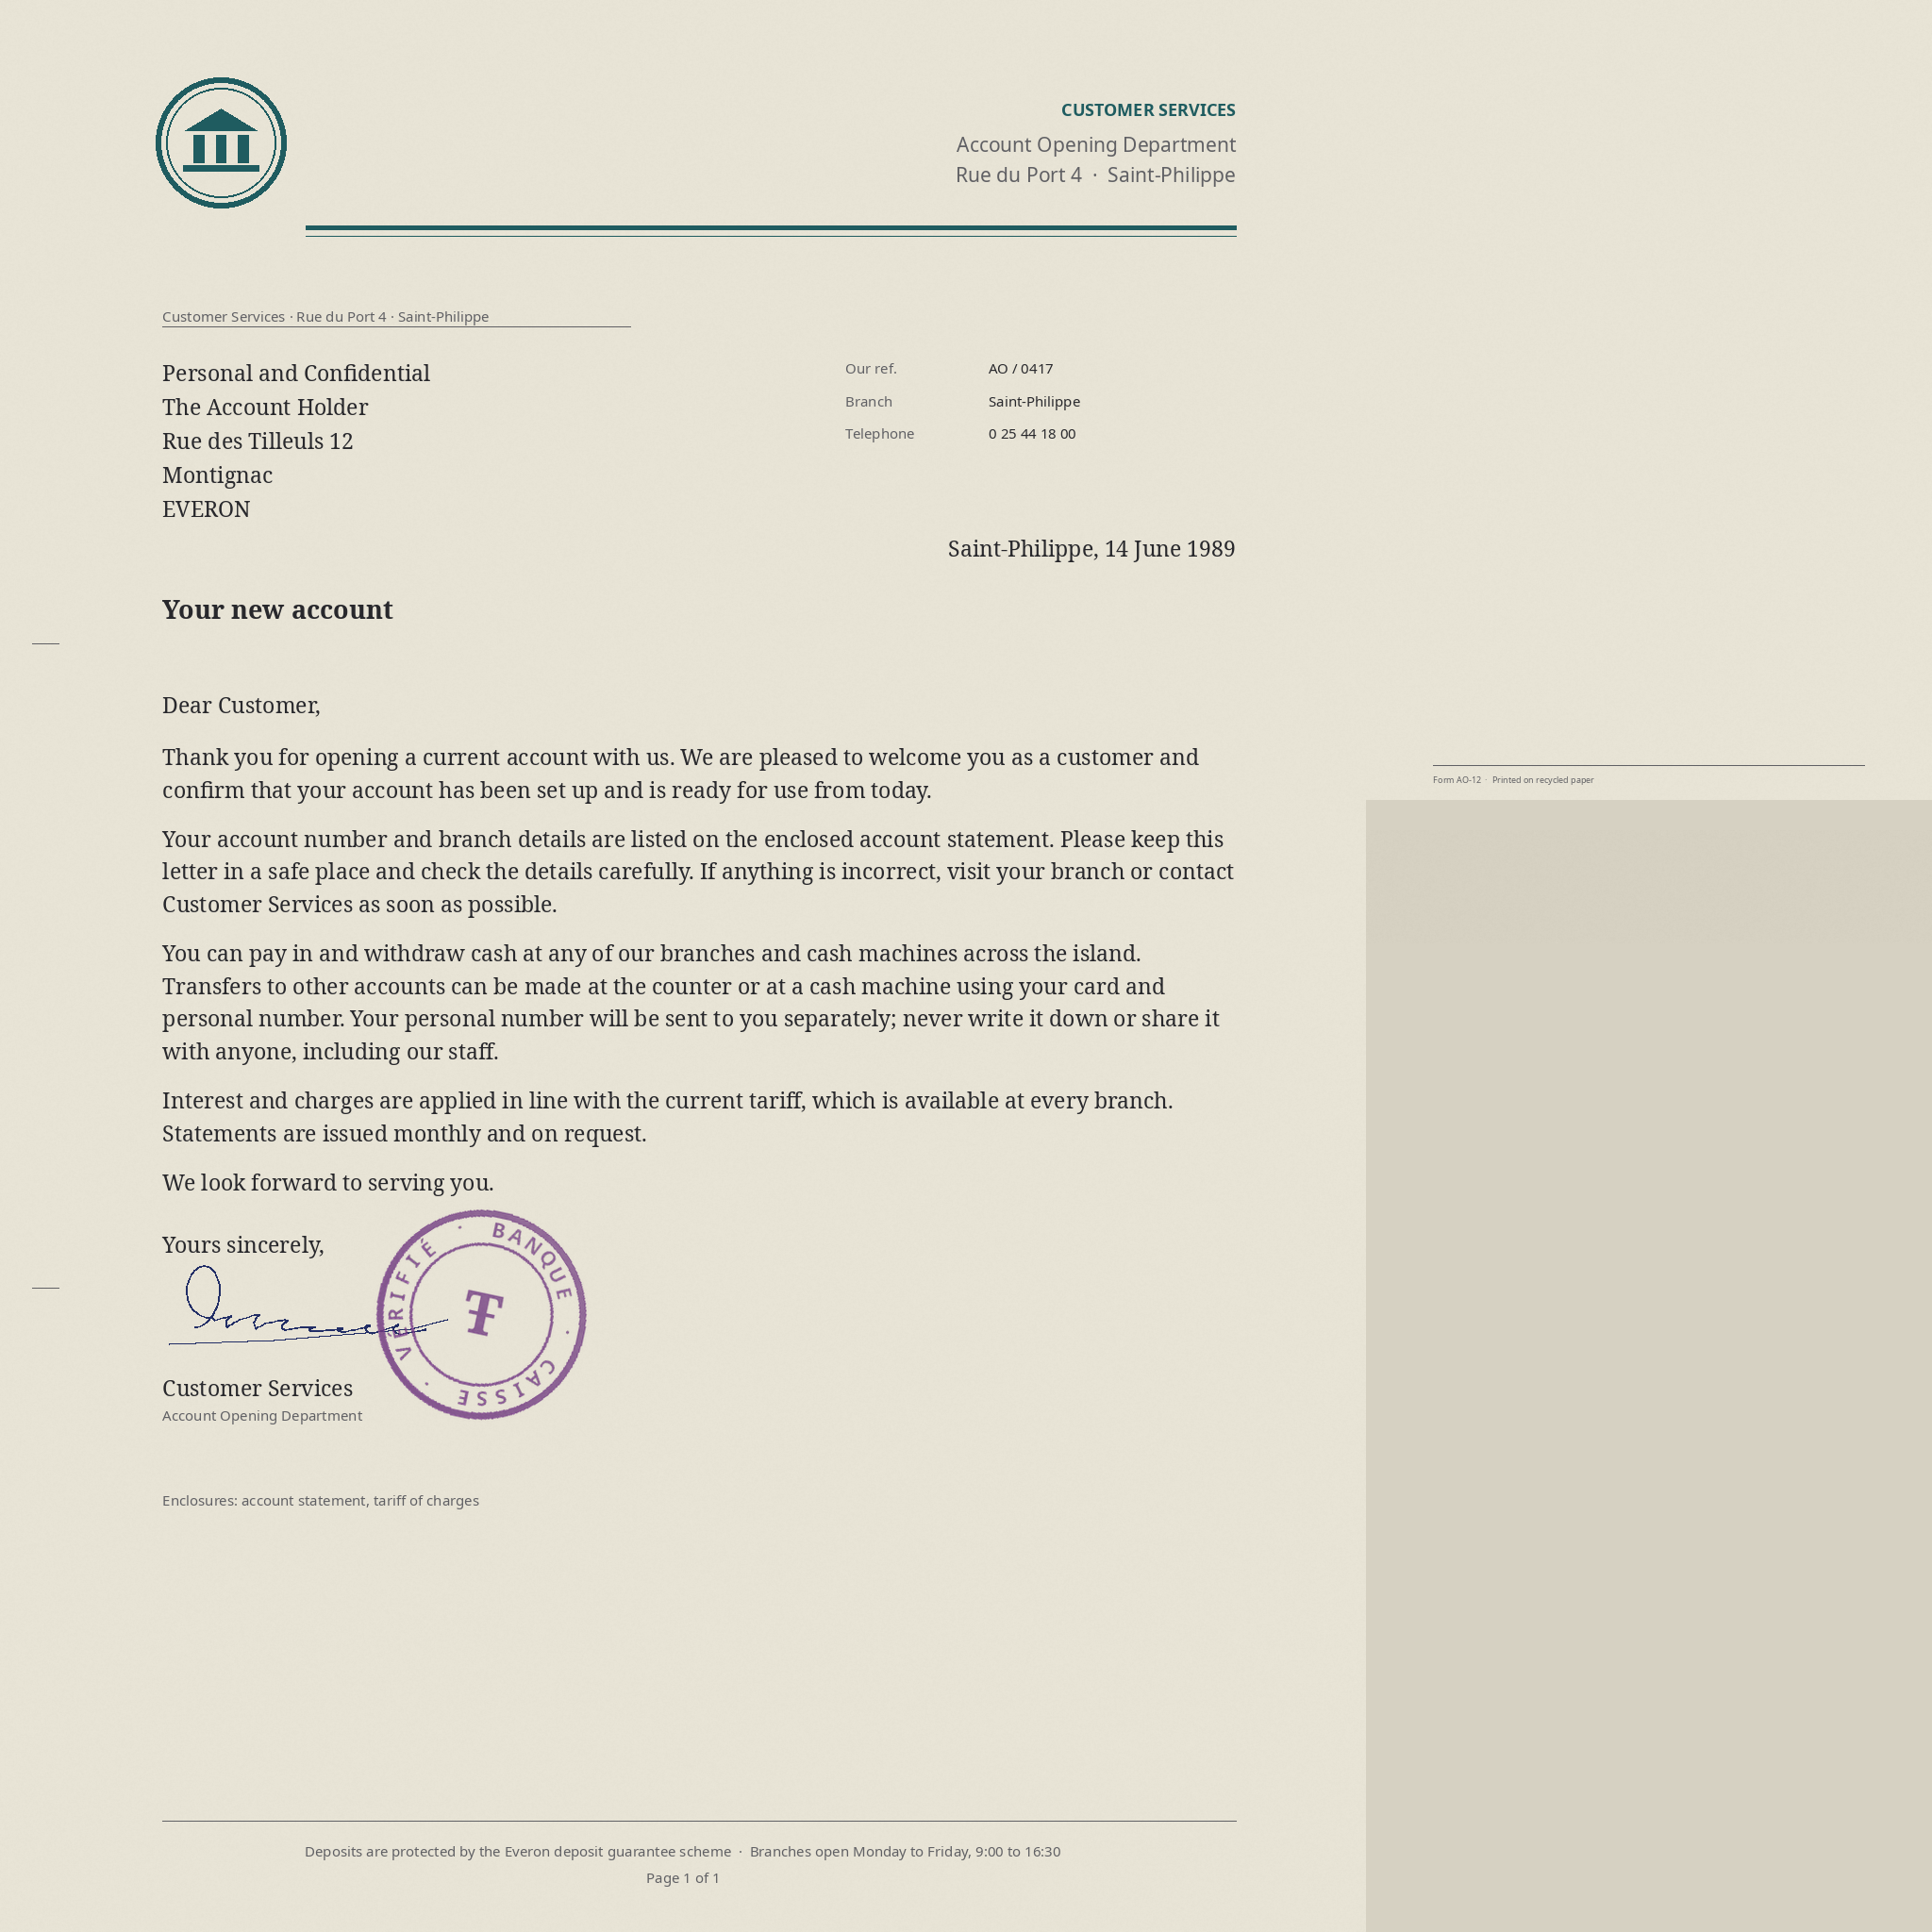 CUSTOMER SERVICES
Account Opening Department
Rue du Port 4 · Saint-Philippe
Customer Services · Rue du Port 4 · Saint-Philippe
Personal and Confidential
The Account Holder
Rue des Tilleuls 12
Montignac
EVERON
Our ref. AO / 0417
Branch Saint-Philippe
Telephone 0 25 44 18 00
Saint-Philippe, 14 June 1989
Your new account
Dear Customer,
Thank you for opening a current account with us. We are pleased to welcome you as a customer and
confirm that your account has been set up and is ready for use from today.
Your account number and branch details are listed on the enclosed account statement. Please keep this
letter in a safe place and check the details carefully. If anything is incorrect, visit your branch or contact
Customer Services as soon as possible.
You can pay in and withdraw cash at any of our branches and cash machines across the island.
Transfers to other accounts can be made at the counter or at a cash machine using your card and
personal number. Your personal number will be sent to you separately; never write it down or share it
with anyone, including our staff.
Interest and charges are applied in line with the current tariff, which is available at every branch.
Statements are issued monthly and on request.
We look forward to serving you.
Yours sincerely,
BANQUE · CAISSE · VÉRIFIÉ ·
Ŧ
Customer Services
Account Opening Department
Enclosures: account statement, tariff of charges
Deposits are protected by the Everon deposit guarantee scheme · Branches open Monday to Friday, 9:00 to 16:30
Page 1 of 1
Form AO-12 · Printed on recycled paper